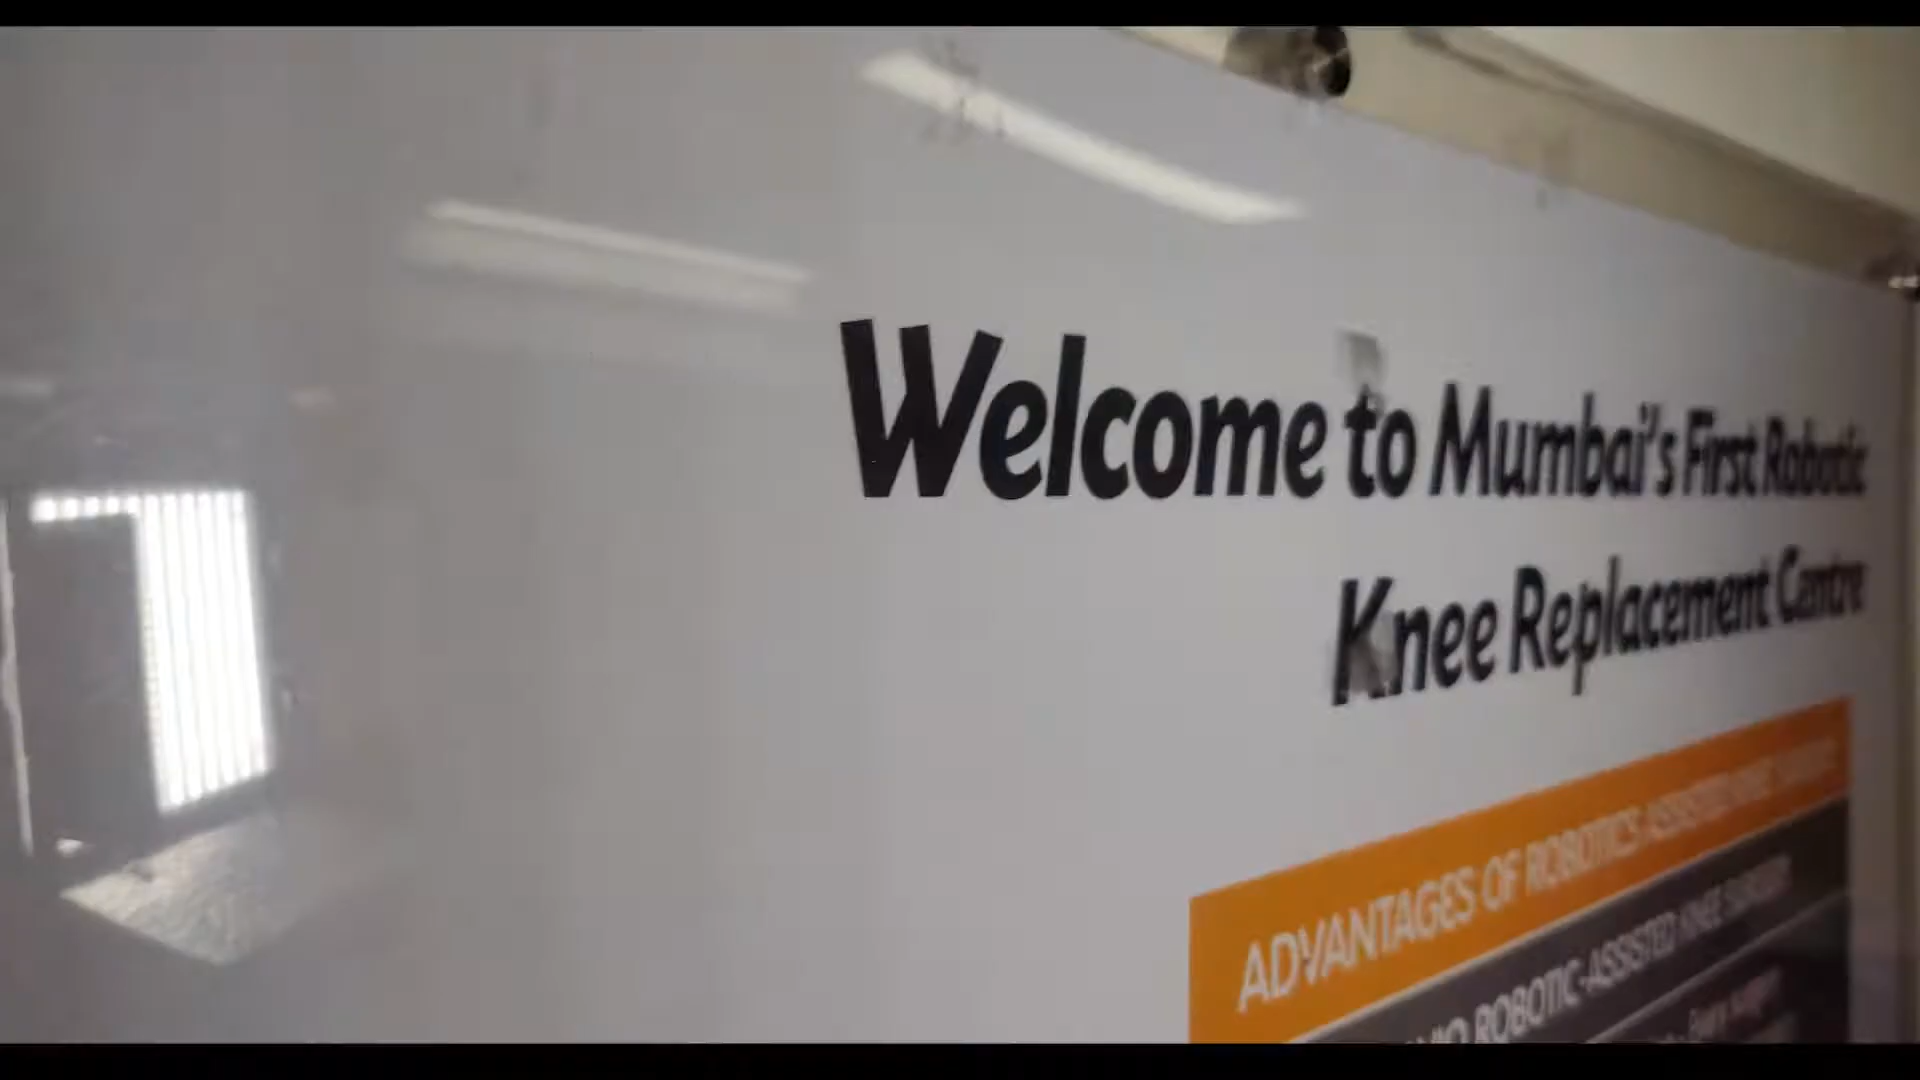 Welcome to Mumbai's First Robotic
Knee Replacement Centre
ADVANTAGES OF ROBOTICS-ASSISTED KNEE
ROBOTIC-ASSISTED KNEE SURGERY